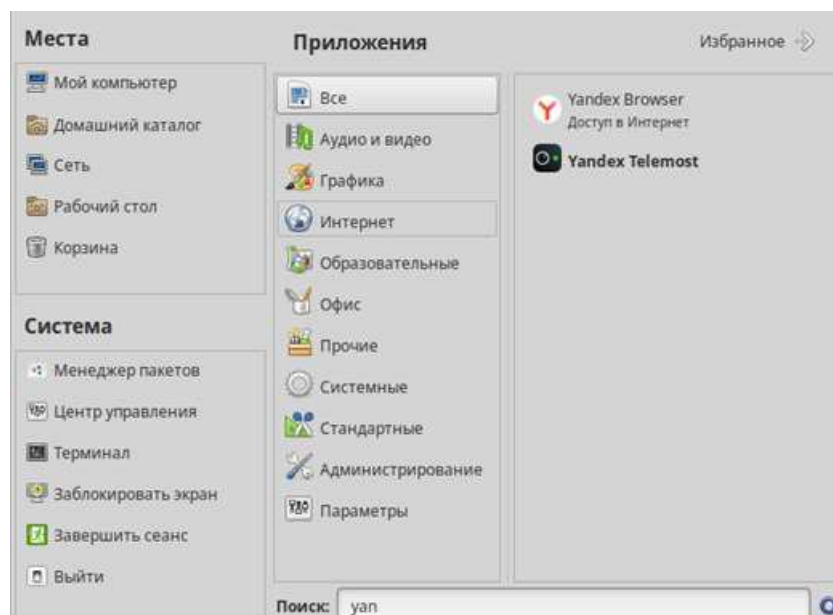 Места
Мой компьютер
Домашний каталог
Сеть
Рабочий стол
Корзина
Система
Менеджер пакетов
Центр управления
Терминал
Заблокировать экран
Завершить сеанс
Выйти
Приложения
Избранное
Все
Аудио и видео
Графика
Интернет
Образовательные
Офис
Прочие
Системные
Стандартные
Администрирование
Параметры
Yandex Browser
Доступ в Интернет
Yandex Telemost
Поиск: yan